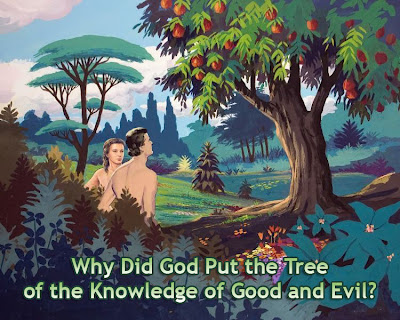 Why Did God Put the Tree
of the Knowledge of Good and Evil?